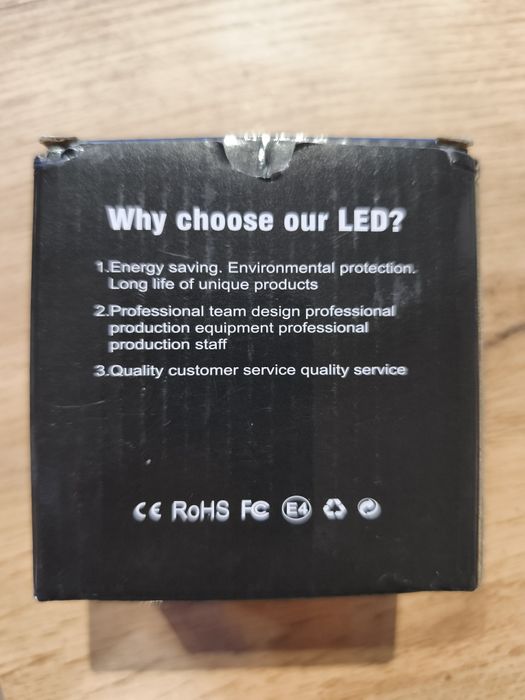 Why choose our LED?
1.Energy saving. Environmental protection.
Long life of unique products
2.Professional team design professional
production equipment professional
production staff
3.Quality customer service quality service
CE RoHS FC E4